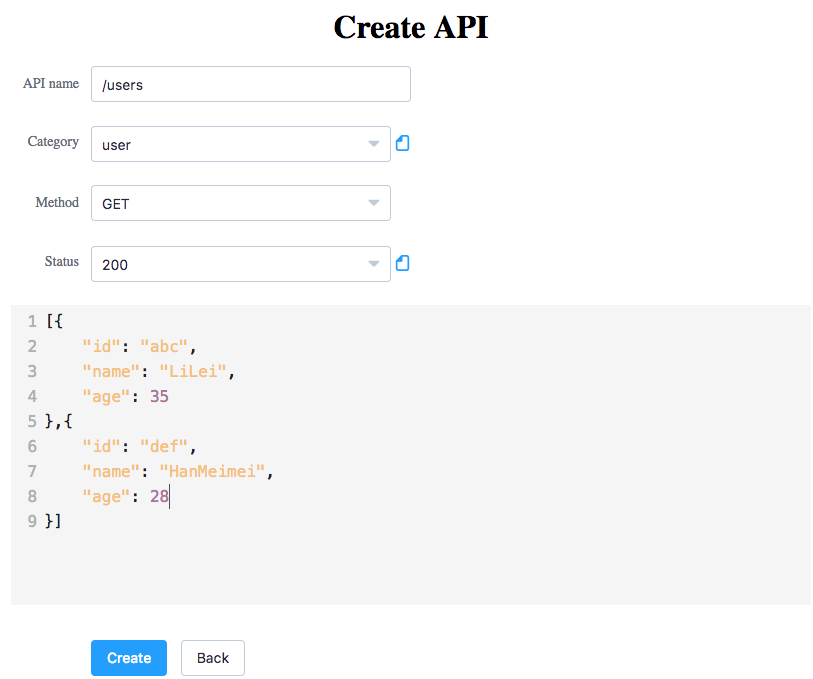 Create API
API name /users
Category user
Method GET
Status 200
1 [{
2     "id": "abc",
3     "name": "LiLei",
4     "age": 35
5 },{
6     "id": "def",
7     "name": "HanMeimei",
8     "age": 28
9 }]
Create Back